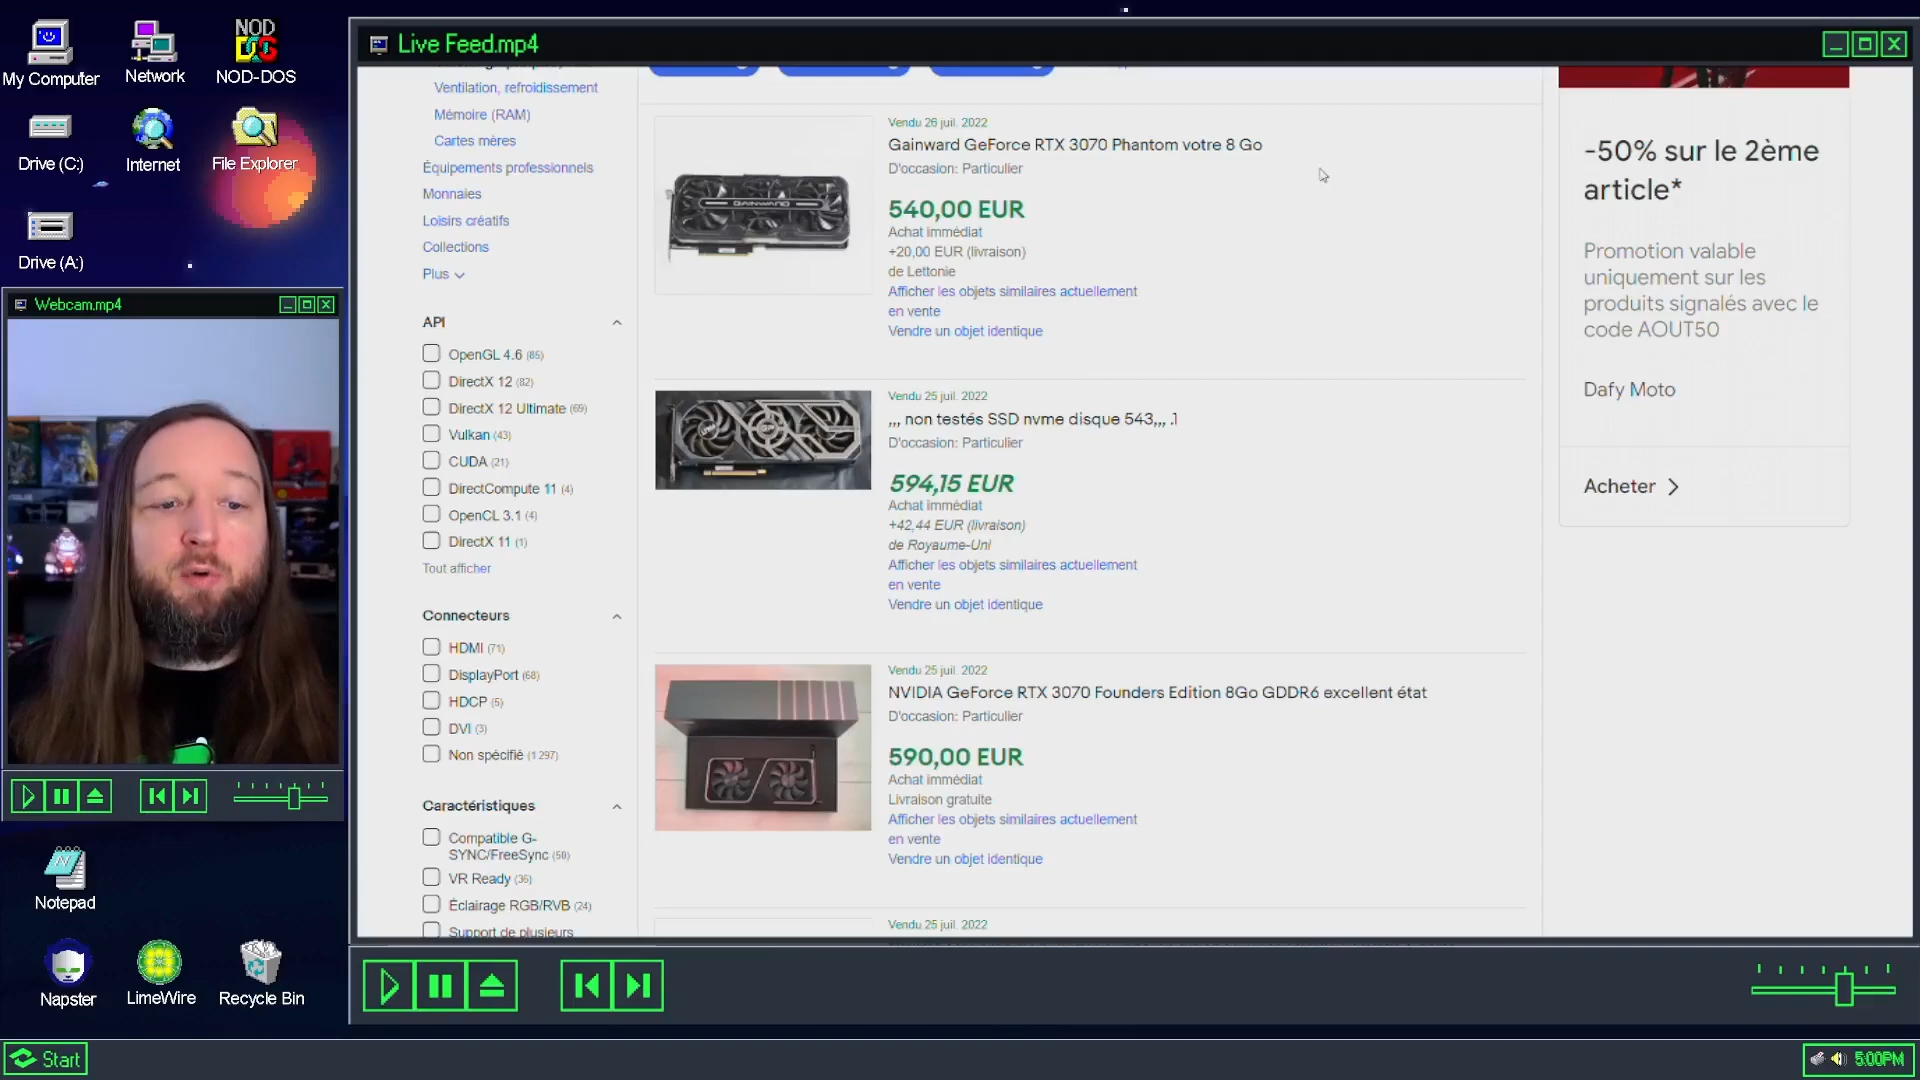 My Computer
Network
NOD-DOS
Drive (C:)
Internet
File Explorer
Drive (A:)
Webcam.mp4
Notepad
Napster
LimeWire
Recycle Bin
Start
5:00PM
Live Feed.mp4
Ventilation, refroidissement
Mémoire (RAM)
Cartes mères
Équipements professionnels
Monnaies
Loisirs créatifs
Collections
Plus
API
OpenGL 4.6 (85)
DirectX 12 (82)
DirectX 12 Ultimate (69)
Vulkan (43)
CUDA (21)
DirectCompute 11 (4)
OpenCL 3.1 (4)
DirectX 11 (1)
Tout afficher
Connecteurs
HDMI (71)
DisplayPort (68)
HDCP (5)
DVI (3)
Non spécifié (1 297)
Caractéristiques
Compatible G-
SYNC/FreeSync (50)
VR Ready (36)
Éclairage RGB/RVB (24)
Support de plusieurs
Vendu 26 juil. 2022
Gainward GeForce RTX 3070 Phantom votre 8 Go
D'occasion: Particulier
540,00 EUR
Achat immédiat
+20,00 EUR (livraison)
de Lettonie
Afficher les objets similaires actuellement
en vente
Vendre un objet identique
GAINWARD
Vendu 25 juil. 2022
,,, non testés SSD nvme disque 543,,, .1
D'occasion: Particulier
594,15 EUR
Achat immédiat
+42,44 EUR (livraison)
de Royaume-Uni
Afficher les objets similaires actuellement
en vente
Vendre un objet identique
Vendu 25 juil. 2022
NVIDIA GeForce RTX 3070 Founders Edition 8Go GDDR6 excellent état
D'occasion: Particulier
590,00 EUR
Achat immédiat
Livraison gratuite
Afficher les objets similaires actuellement
en vente
Vendre un objet identique
Vendu 25 juil. 2022
-50% sur le 2ème
article*
Promotion valable
uniquement sur les
produits signalés avec le
code AOUT50
Dafy Moto
Acheter